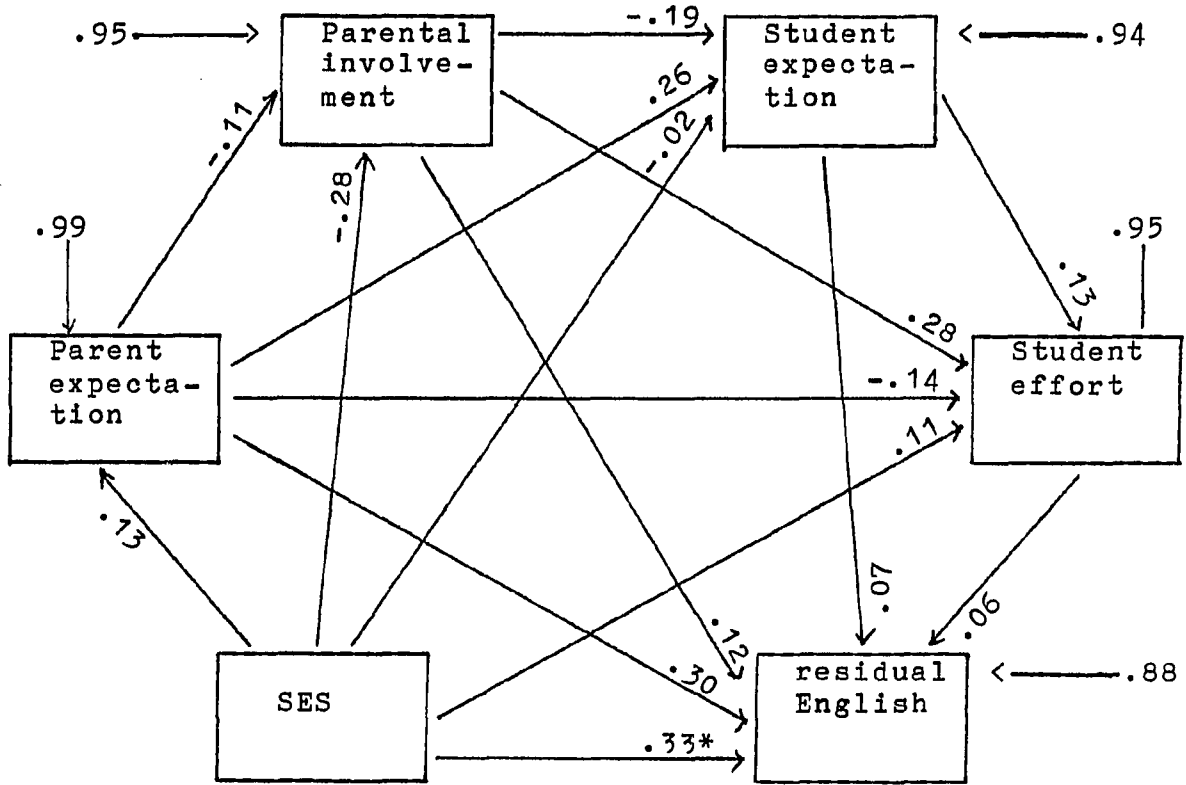 .95
Parental
involve-
ment
-.19
Student
expecta-
tion
.94
-.11
.26
-.02
-.28
.99
.95
.13
Parent
expecta-
tion
.28
-.14
.11
Student
effort
.13
.07
.06
.12
.30
SES
.33*
residual
English
.88